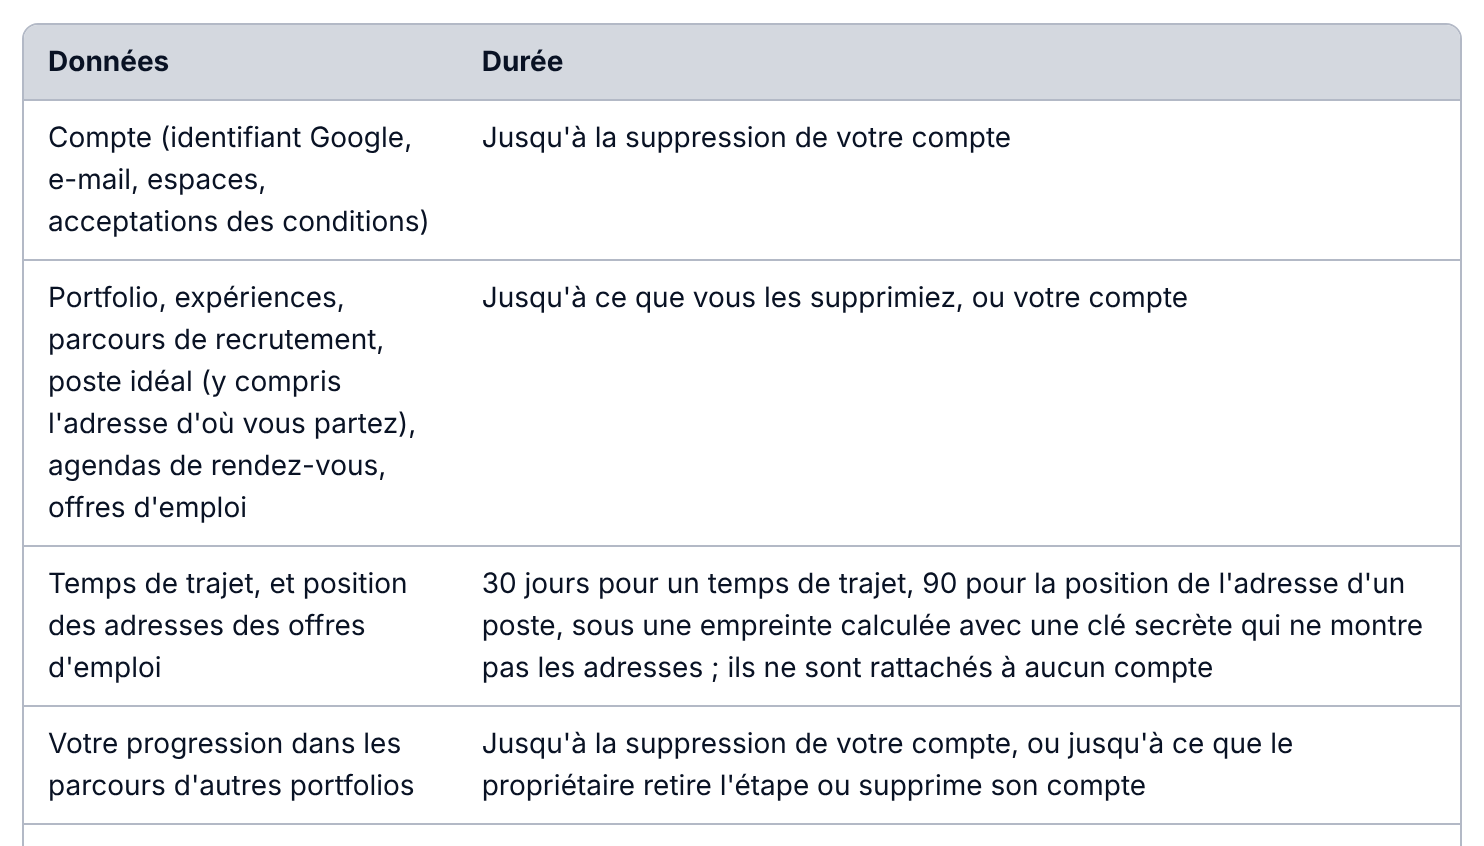 Données
Durée
Compte (identifiant Google,
e-mail, espaces,
acceptations des conditions)
Jusqu'à la suppression de votre compte
Portfolio, expériences,
parcours de recrutement,
poste idéal (y compris
l'adresse d'où vous partez),
agendas de rendez-vous,
offres d'emploi
Jusqu'à ce que vous les supprimiez, ou votre compte
Temps de trajet, et position
des adresses des offres
d'emploi
30 jours pour un temps de trajet, 90 pour la position de l'adresse d'un
poste, sous une empreinte calculée avec une clé secrète qui ne montre
pas les adresses ; ils ne sont rattachés à aucun compte
Votre progression dans les
parcours d'autres portfolios
Jusqu'à la suppression de votre compte, ou jusqu'à ce que le
propriétaire retire l'étape ou supprime son compte